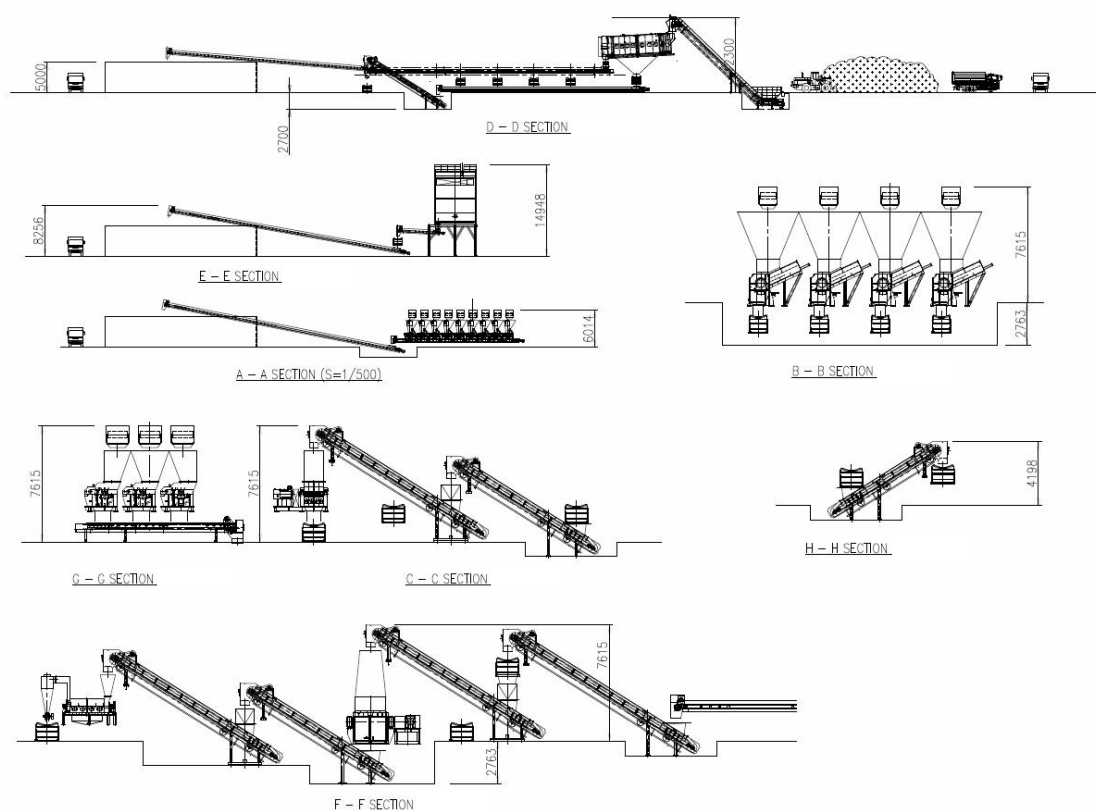 5000
2700
D – D SECTION
8256
14948
E – E SECTION
6014
A – A SECTION (S=1/500)
7615
2763
B – B SECTION
7615
G – G SECTION
7615
C – C SECTION
4198
H – H SECTION
7615
2763
F – F SECTION